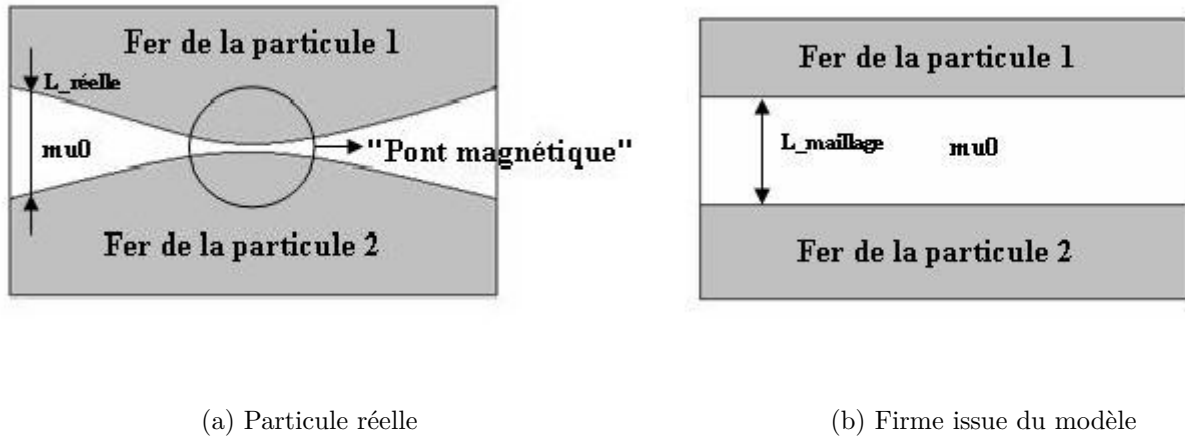 Fer de la particule 1
L_réelle
mu0
"Pont magnétique"
Fer de la particule 2
(a) Particule réelle
Fer de la particule 1
L_maillage
mu0
Fer de la particule 2
(b) Firme issue du modèle